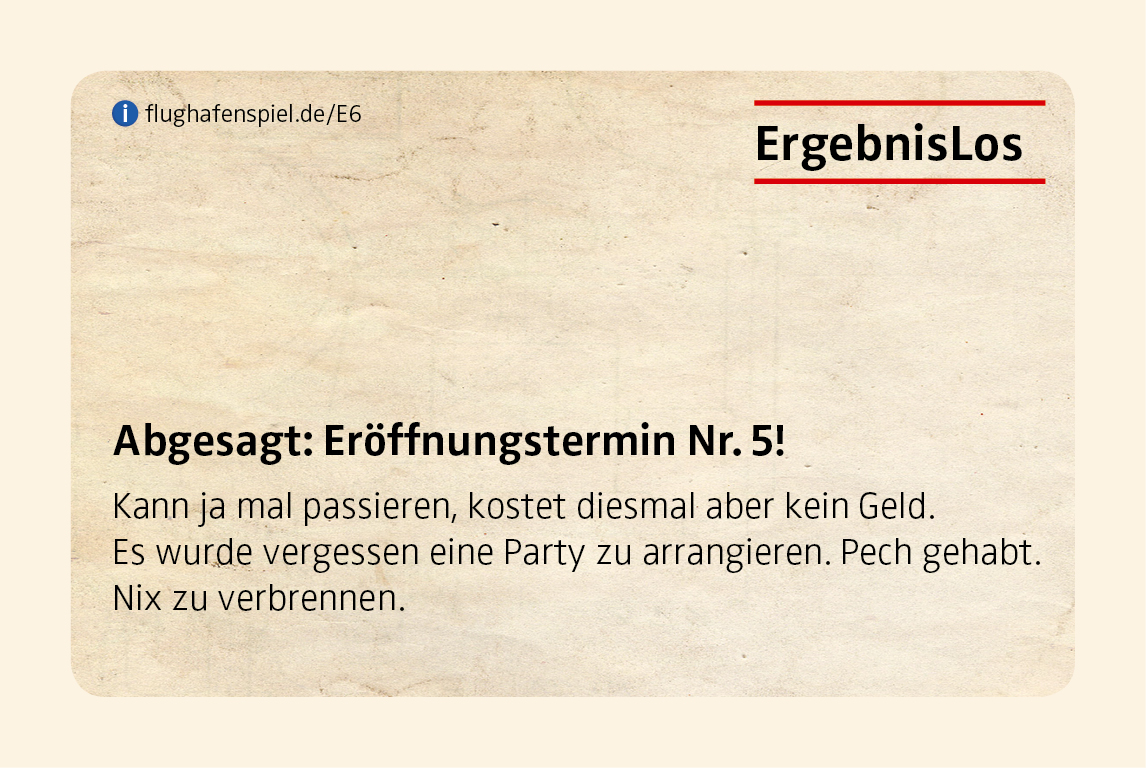 flughafenspiel.de/E6
ErgebnisLos
Abgesagt: Eröffnungstermin Nr. 5!
Kann ja mal passieren, kostet diesmal aber kein Geld.
Es wurde vergessen eine Party zu arrangieren. Pech gehabt.
Nix zu verbrennen.